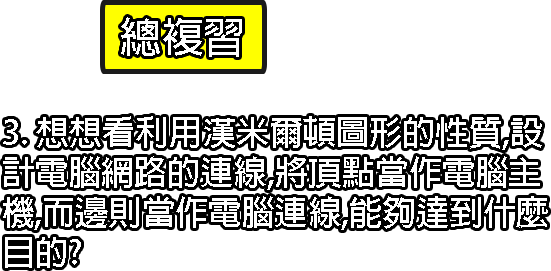 總複習
3. 想想看利用漢米爾頓圖形的性質,設
計電腦網路的連線,將頂點當作電腦主
機,而邊則當作電腦連線,能夠達到什麼
目的?